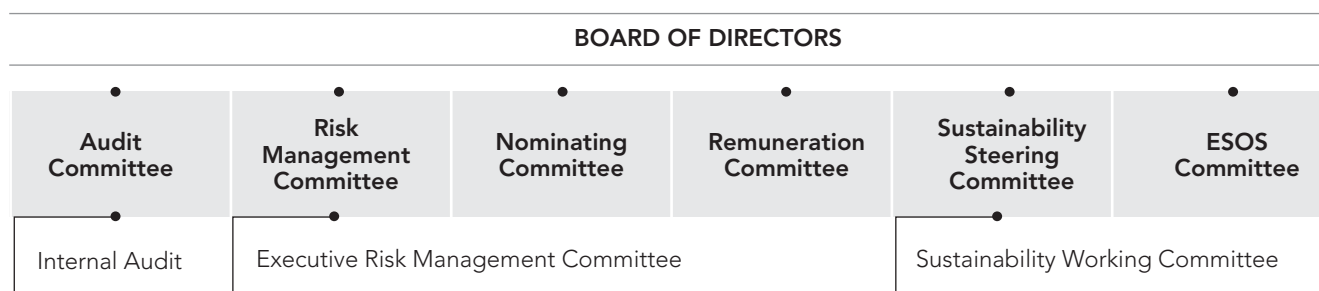 BOARD OF DIRECTORS
Audit
Committee
Risk
Management
Committee
Nominating
Committee
Remuneration
Committee
Sustainability
Steering
Committee
ESOS
Committee
Internal Audit
Executive Risk Management Committee
Sustainability Working Committee